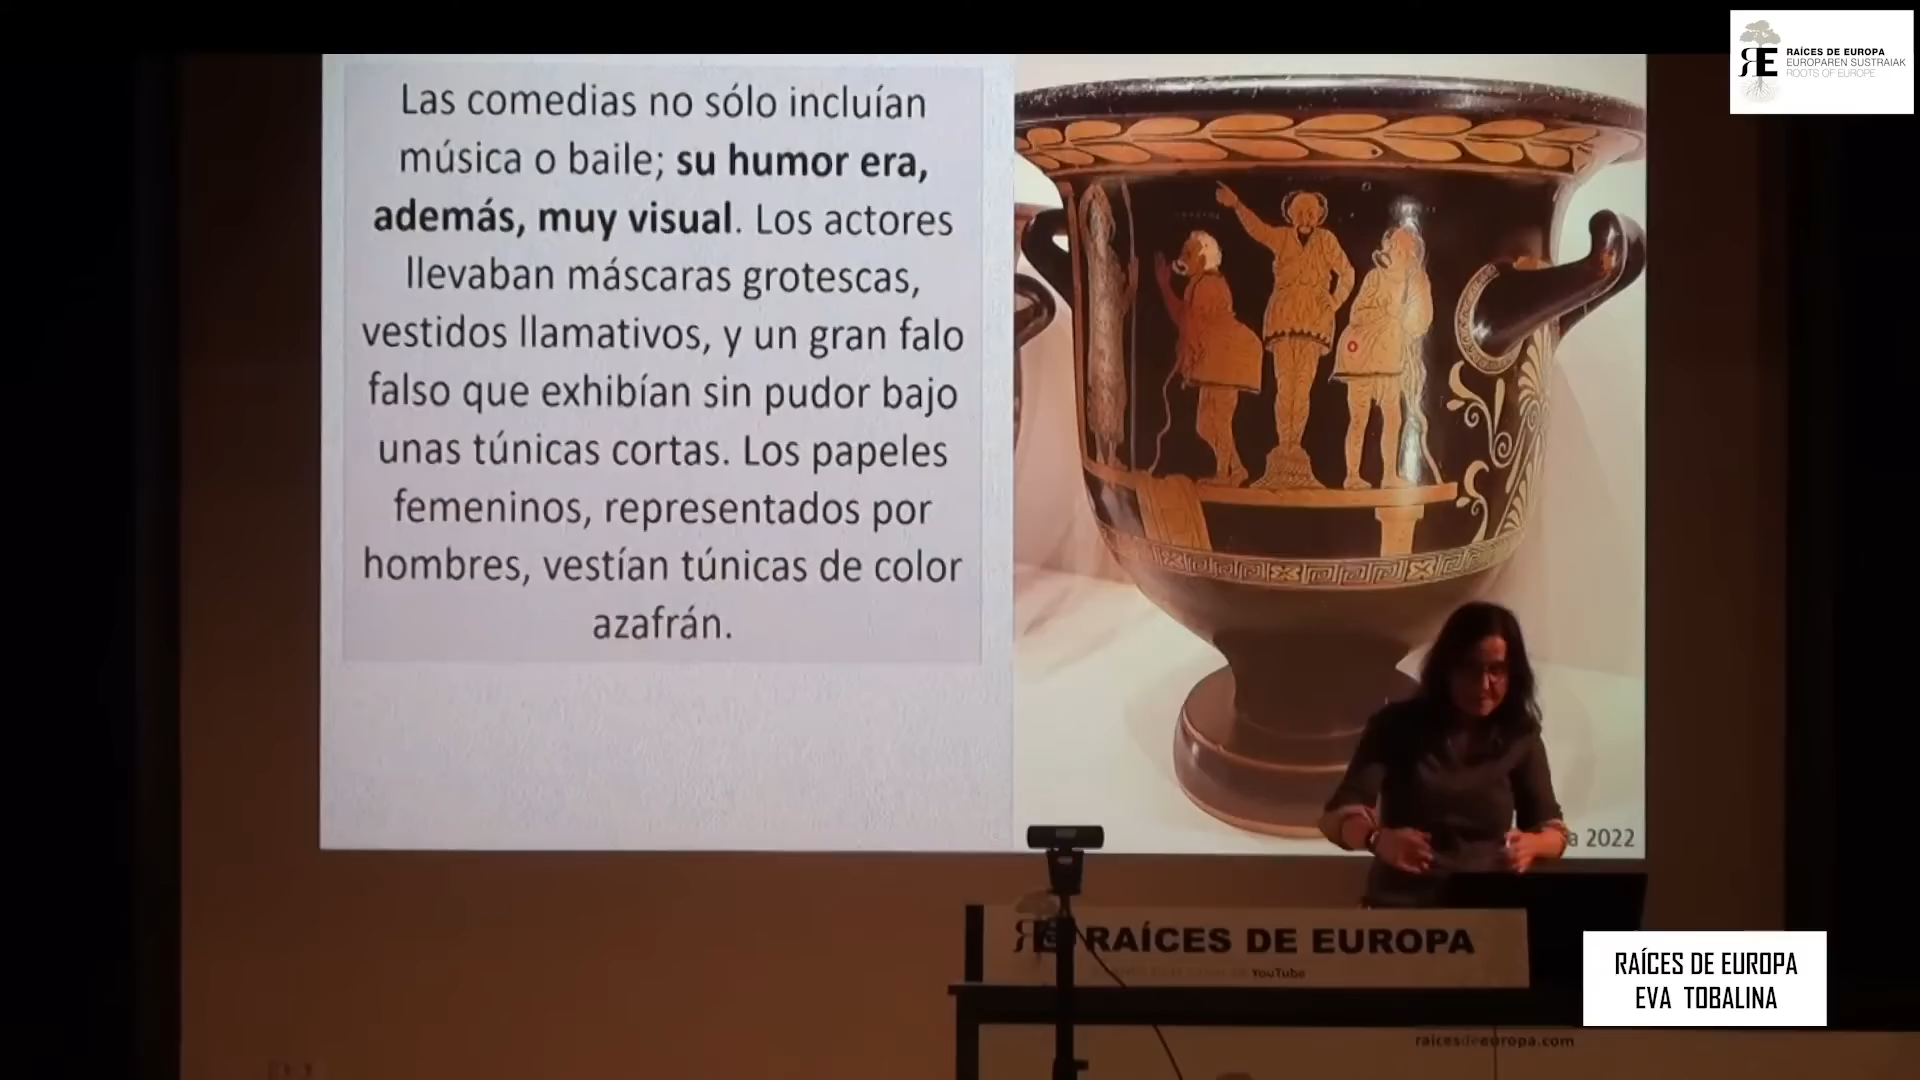 RAÍCES DE EUROPA
EUROPAREN SUSTRAIAK
ROOTS OF EUROPE
Las comedias no sólo incluían
música o baile; su humor era,
además, muy visual. Los actores
llevaban máscaras grotescas,
vestidos llamativos, y un gran falo
falso que exhibían sin pudor bajo
unas túnicas cortas. Los papeles
femeninos, representados por
hombres, vestían túnicas de color
azafrán.
2022
RAÍCES DE EUROPA
YouTube
RAÍCES DE EUROPA
EVA TOBALINA
raicesdeeuropa.com